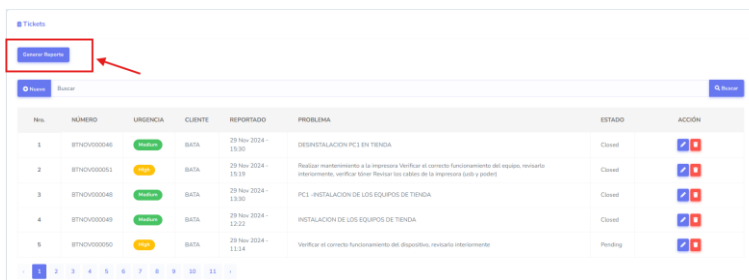 Tickets
Generar Reporte
Nuevo Buscar Buscar
Nro. NÚMERO URGENCIA CLIENTE REPORTADO PROBLEMA ESTADO ACCIÓN
1 BTNOV000046 Medium BATA 29 Nov 2024 - 15:30 DESINSTALACION PC1 EN TIENDA Closed
2 BTNOV000051 High BATA 29 Nov 2024 - 15:19 Realizar mantenimiento a la impresora Verificar el correcto funcionamiento del equipo, revisarlo
interiormente, verificar tóner Revisar los cables de la impresora (usb y poder) Closed
3 BTNOV000048 Medium BATA 29 Nov 2024 - 13:30 PC1 -INSTALACION DE LOS EQUIPOS DE TIENDA Closed
4 BTNOV000049 Medium BATA 29 Nov 2024 - 12:22 INSTALACION DE LOS EQUIPOS DE TIENDA Closed
5 BTNOV000050 High BATA 29 Nov 2024 - 11:14 Verificar el correcto funcionamiento del dispositivo, revisarlo interiormente Pending
‹ 1 2 3 4 5 6 7 8 9 10 11 ›